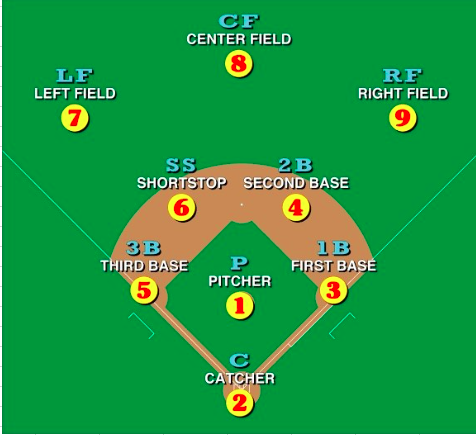 CF
CENTER FIELD
8
LF
LEFT FIELD
7
RF
RIGHT FIELD
9
SS
SHORTSTOP
6
2B
SECOND BASE
4
3B
THIRD BASE
5
P
PITCHER
1
1B
FIRST BASE
3
C
CATCHER
2